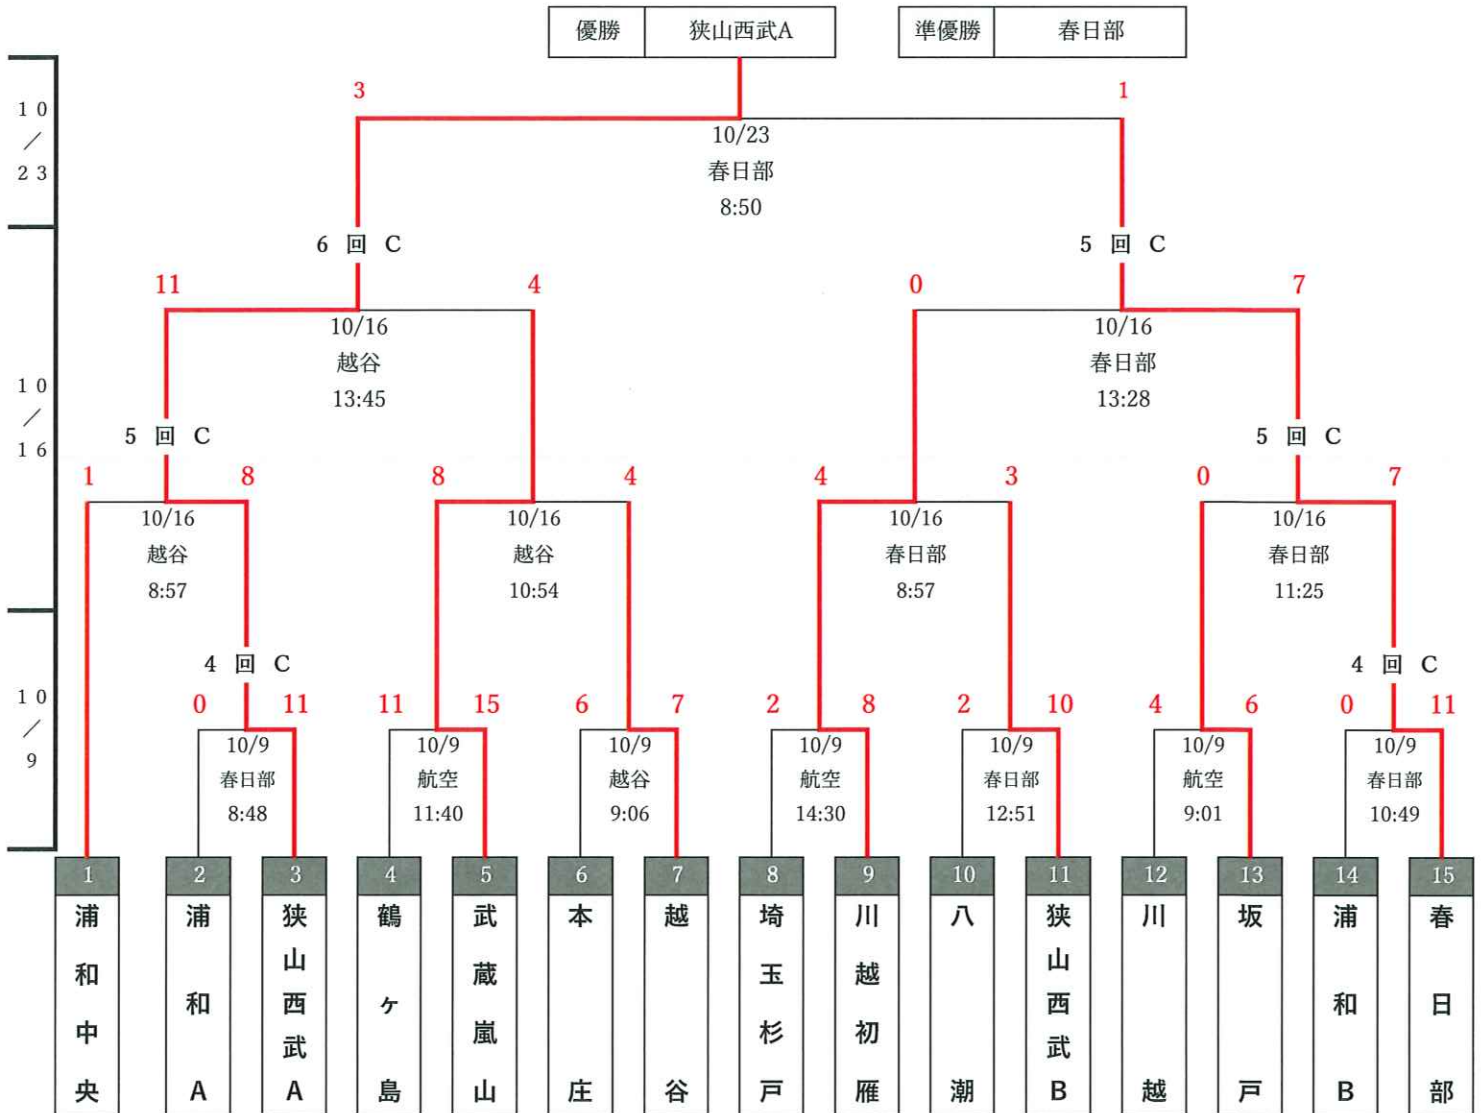 優勝 狭山西武A 準優勝 春日部
10/23
3 1
10/23
春日部
8:50
6回C 5回C
11 4 0 7
10/16 10/16
越谷 春日部
13:45 13:28
10/16
5回C 5回C
1 8 8 4 4 3 0 7
10/16 10/16 10/16 10/16
越谷 越谷 春日部 春日部
8:57 10:54 8:57 11:25
4回C 4回C
10/9
0 11 11 15 6 7 2 8 2 10 4 6 0 11
10/9 10/9 10/9 10/9 10/9 10/9 10/9
春日部 航空 越谷 航空 春日部 航空 春日部
8:48 11:40 9:06 14:30 12:51 9:01 10:49
1 2 3 4 5 6 7 8 9 10 11 12 13 14 15
浦和中央
浦和A
狭山西武A
鶴ヶ島
武蔵嵐山
本庄
越谷
埼玉杉戸
川越初雁
八潮
狭山西武B
川越
坂戸
浦和B
春日部